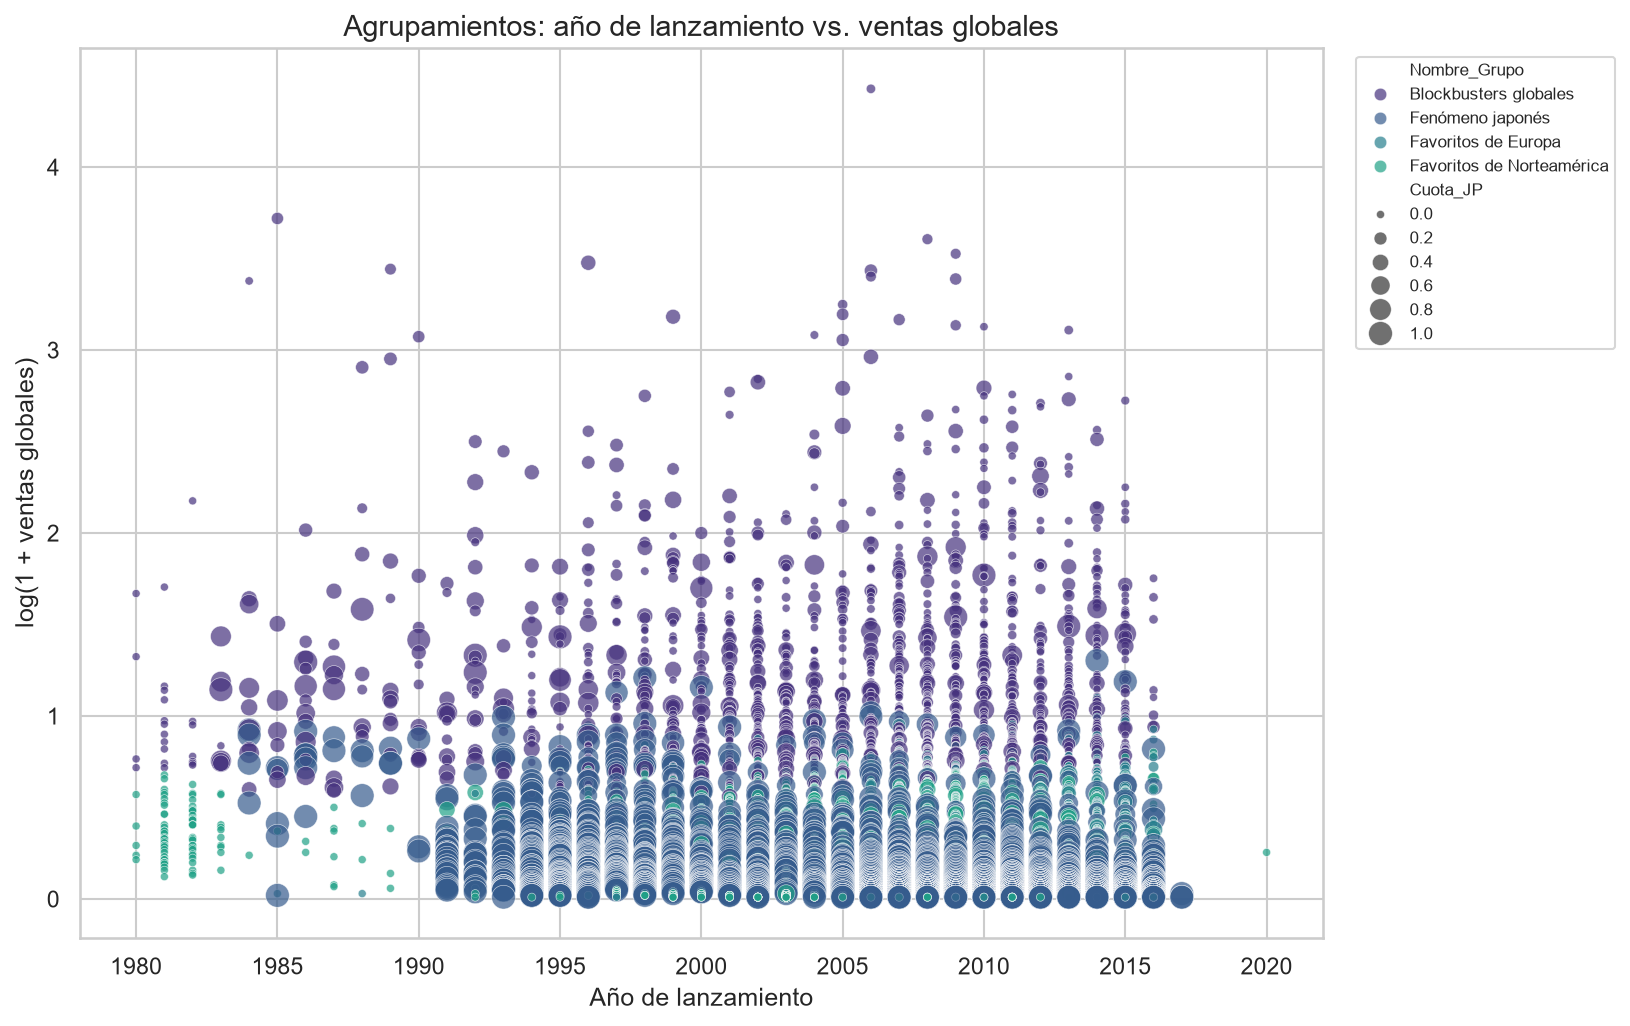 Agrupamientos: año de lanzamiento vs. ventas globales
log(1 + ventas globales)
4
3
2
1
0
1980 1985 1990 1995 2000 2005 2010 2015 2020
Año de lanzamiento
Nombre_Grupo
Blockbusters globales
Fenómeno japonés
Favoritos de Europa
Favoritos de Norteamérica
Cuota_JP
0.0
0.2
0.4
0.6
0.8
1.0